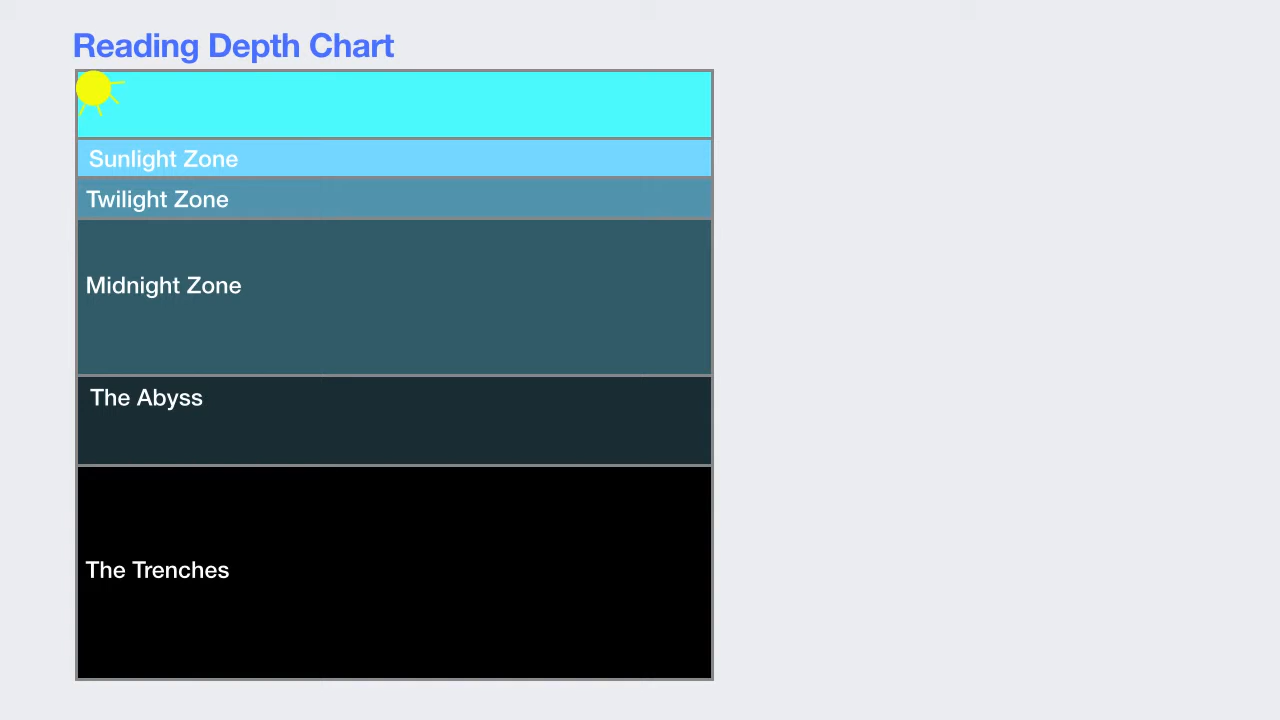 Reading Depth Chart
Sunlight Zone
Twilight Zone
Midnight Zone
The Abyss
The Trenches